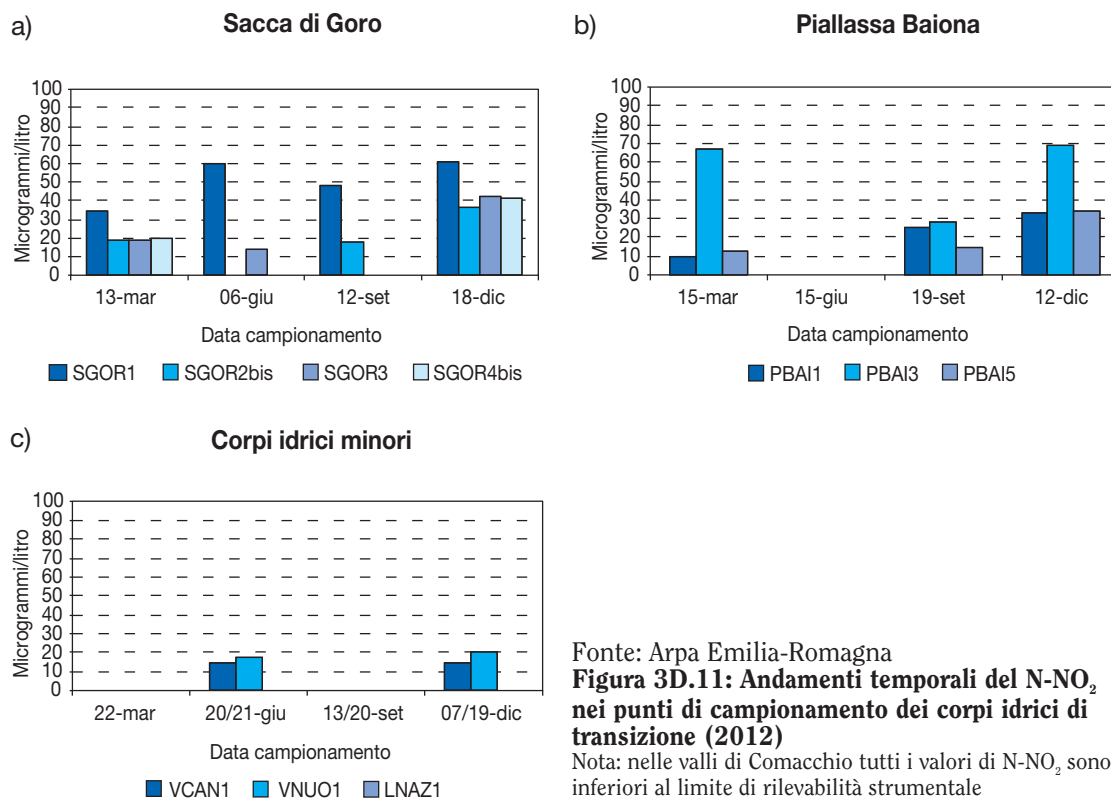 a)
Sacca di Goro
Microgrammi/litro
100
90
80
70
60
50
40
30
20
10
0
13-mar 06-giu 12-set 18-dic
Data campionamento
SGOR1 SGOR2bis SGOR3 SGOR4bis
b)
Piallassa Baiona
Microgrammi/litro
100
90
80
70
60
50
40
30
20
10
0
15-mar 15-giu 19-set 12-dic
Data campionamento
PBAI1 PBAI3 PBAI5
c)
Corpi idrici minori
Microgrammi/litro
100
90
80
70
60
50
40
30
20
10
0
22-mar 20/21-giu 13/20-set 07/19-dic
Data campionamento
VCAN1 VNUO1 LNAZ1
Fonte: Arpa Emilia-Romagna
Figura 3D.11: Andamenti temporali del N-NO₂
nei punti di campionamento dei corpi idrici di
transizione (2012)
Nota: nelle valli di Comacchio tutti i valori di N-NO₂ sono
inferiori al limite di rilevabilità strumentale